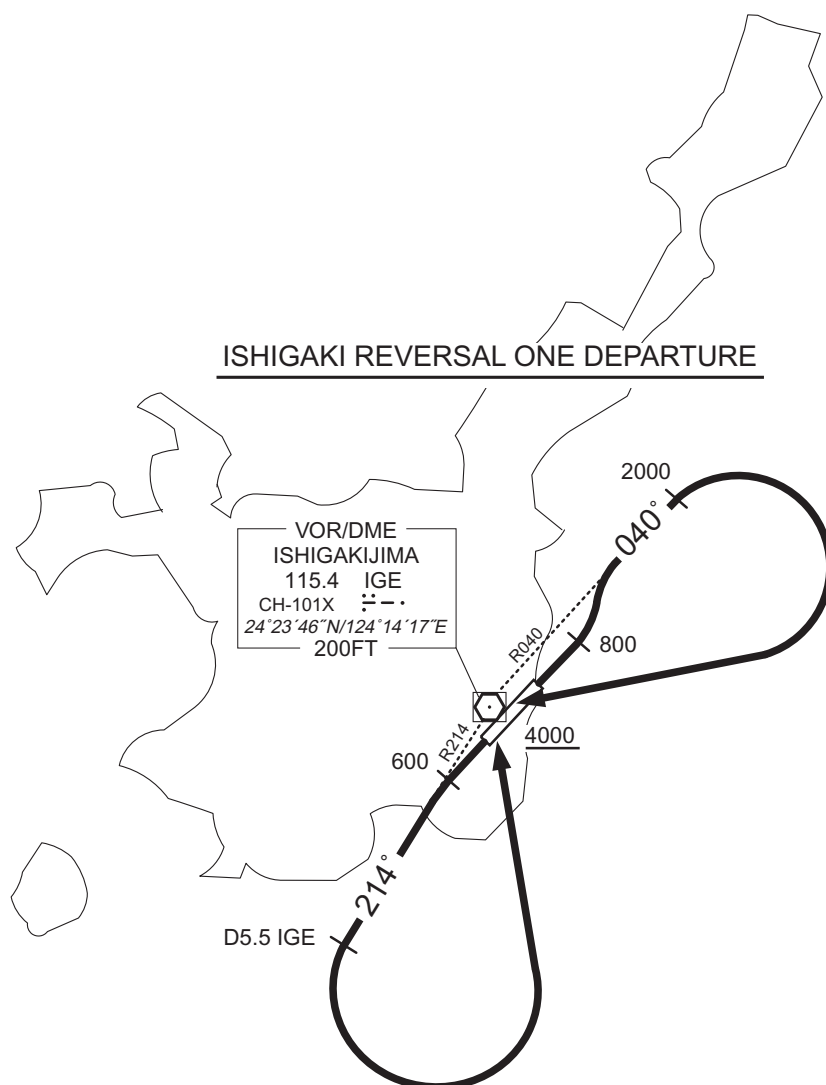 ISHIGAKI REVERSAL ONE DEPARTURE
2000
040°
VOR/DME
ISHIGAKIJIMA
115.4 IGE
CH-101X
24°23´46˝N/124°14´17˝E
200FT
R040
800
R214
4000
600
214°
D5.5 IGE